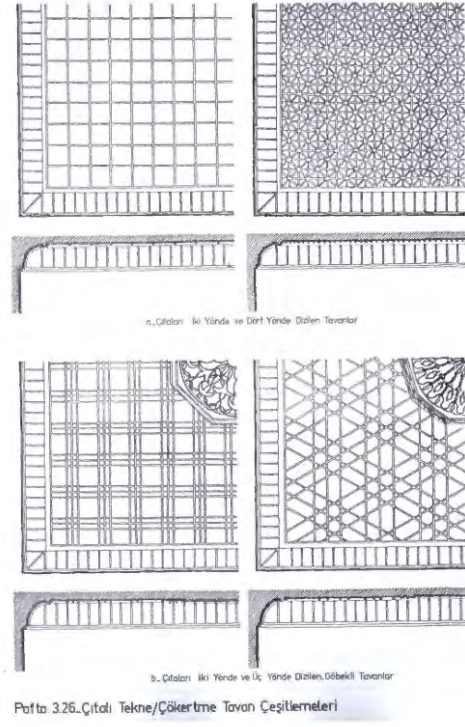 a_Çıtaları İki Yönde ve Dört Yönde Dizilen Tavanlar
b_Çıtaları İki Yönde ve Üç Yönde Dizilen, Göbekli Tavanlar
Pafta 3.26_Çıtalı Tekne/Çökertme Tavan Çeşitlemeleri